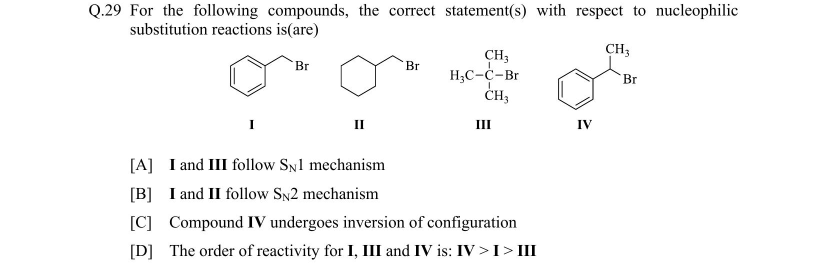 Q.29 For the following compounds, the correct statement(s) with respect to nucleophilic
substitution reactions is(are)
Br
I
Br
II
CH₃
H₃C–C–Br
CH₃
III
CH₃
Br
IV
[A] I and III follow S_N1 mechanism
[B] I and II follow S_N2 mechanism
[C] Compound IV undergoes inversion of configuration
[D] The order of reactivity for I, III and IV is: IV > I > III